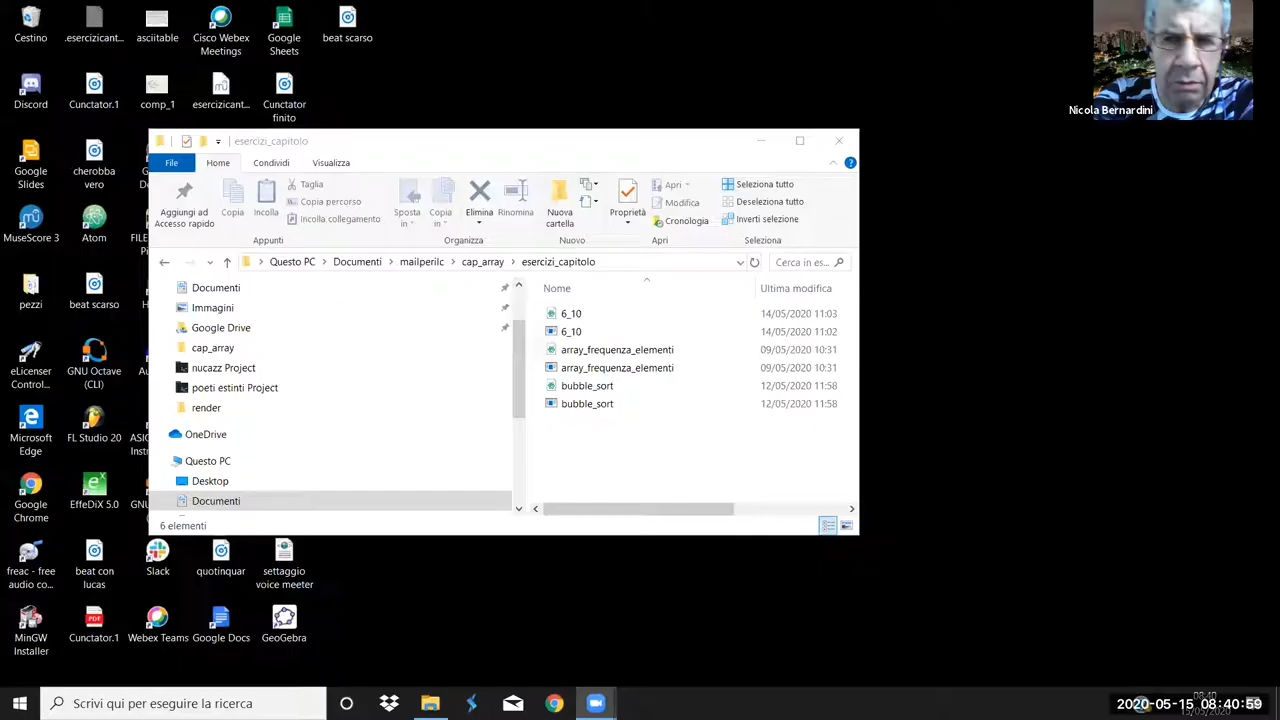 Cestino
.esercizicant...
asciitable
Cisco Webex Meetings
Google Sheets
beat scarso
Nicola Bernardini
Discord
Cunctator.1
comp_1
esercizicant...
Cunctator finito
esercizi_capitolo
File
Home
Condividi
Visualizza
Google Slides
cherobba vero
Aggiungi ad Accesso rapido
Copia
Incolla
Taglia
Copia percorso
Incolla collegamento
Appunti
Sposta in
Copia in
Elimina
Rinomina
Organizza
Nuova cartella
Nuovo
Proprietà
Apri
Modifica
Cronologia
Apri
Seleziona tutto
Deseleziona tutto
Inverti selezione
Seleziona
MuseScore 3
Atom
FILE
Questo PC > Documenti > mailperilc > cap_array > esercizi_capitolo
Cerca in es...
pezzi
beat scarso
Documenti
Immagini
Google Drive
cap_array
nucazz Project
poeti estinti Project
render
OneDrive
Questo PC
Desktop
Documenti
Nome
Ultima modifica
6_10
14/05/2020 11:03
6_10
14/05/2020 11:02
array_frequenza_elementi
09/05/2020 10:31
array_frequenza_elementi
09/05/2020 10:31
bubble_sort
12/05/2020 11:58
bubble_sort
12/05/2020 11:58
6 elementi
eLicenser Control...
GNU Octave (CLI)
Au
Microsoft Edge
FL Studio 20
ASIO
Instr
Google Chrome
EffeDiX 5.0
GNU
freac - free audio co...
beat con lucas
Slack
quotinquar
settaggio voice meeter
MinGW Installer
Cunctator.1
Webex Teams
Google Docs
GeoGebra
Scrivi qui per eseguire la ricerca
08:40
2020-05-15 08:40:59